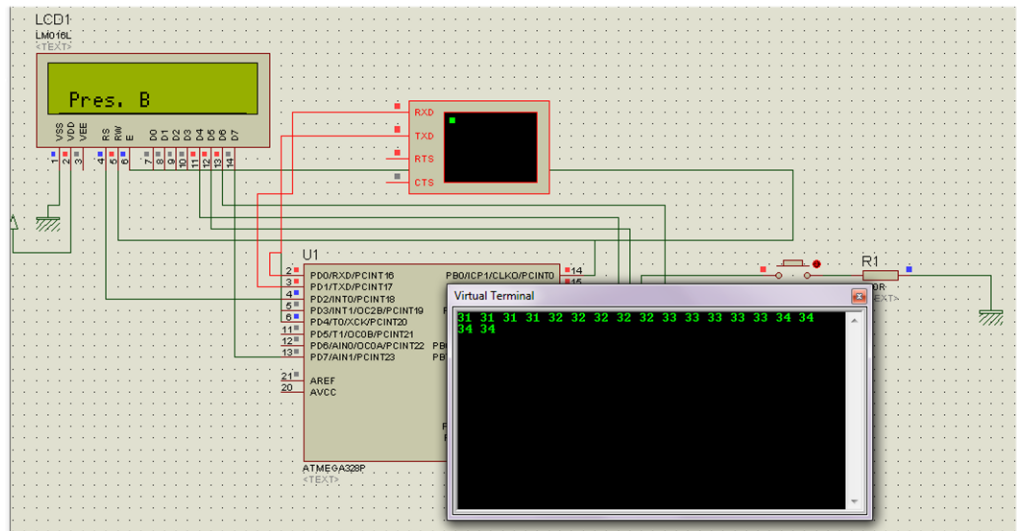 LCD1
LM016L
<TEXT>
Pres. B
VSS VDD VEE RS RW E D0 D1 D2 D3 D4 D5 D6 D7
1 2 3 4 5 6 7 8 9 10 11 12 13 14
RXD
TXD
RTS
CTS
U1
2 PD0/RXD/PCINT16 PB0/ICP1/CLKO/PCINT0 14
3 PD1/TXD/PCINT17 15
4 PD2/INT0/PCINT18
5 PD3/INT1/OC2B/PCINT19
6 PD4/T0/XCK/PCINT20
11 PD5/T1/OC0B/PCINT21
12 PD6/AIN0/OC0A/PCINT22
13 PD7/AIN1/PCINT23
21 AREF
20 AVCC
ATMEGA328P
<TEXT>
R1
Virtual Terminal
31 31 31 31 32 32 32 32 32 33 33 33 33 33 34 34
34 34